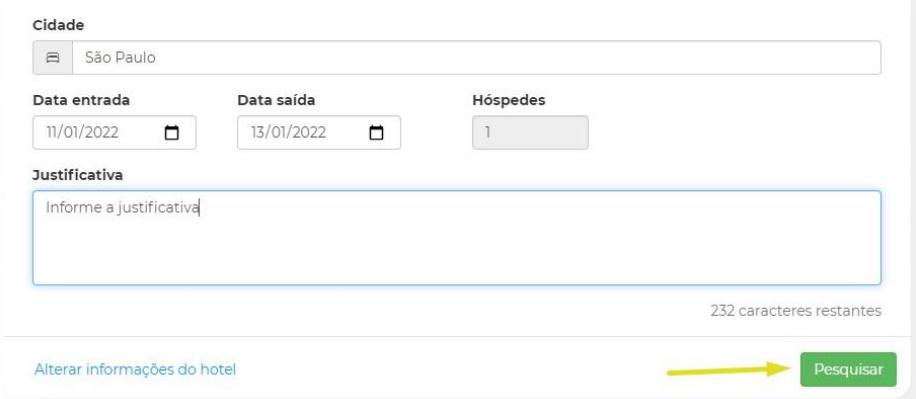 Cidade
São Paulo
Data entrada Data saída Hóspedes
11/01/2022 13/01/2022 1
Justificativa
Informe a justificativa
232 caracteres restantes
Alterar informações do hotel Pesquisar